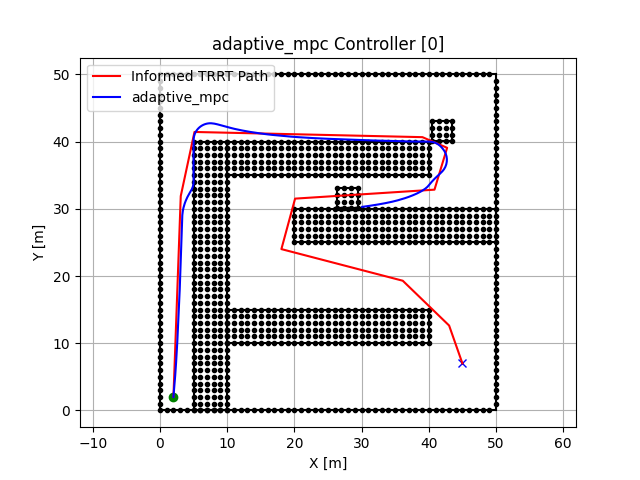 adaptive_mpc Controller [0]
Informed TRRT Path
adaptive_mpc
50
40
30
20
10
0
Y [m]
−10
0
10
20
30
40
50
60
X [m]